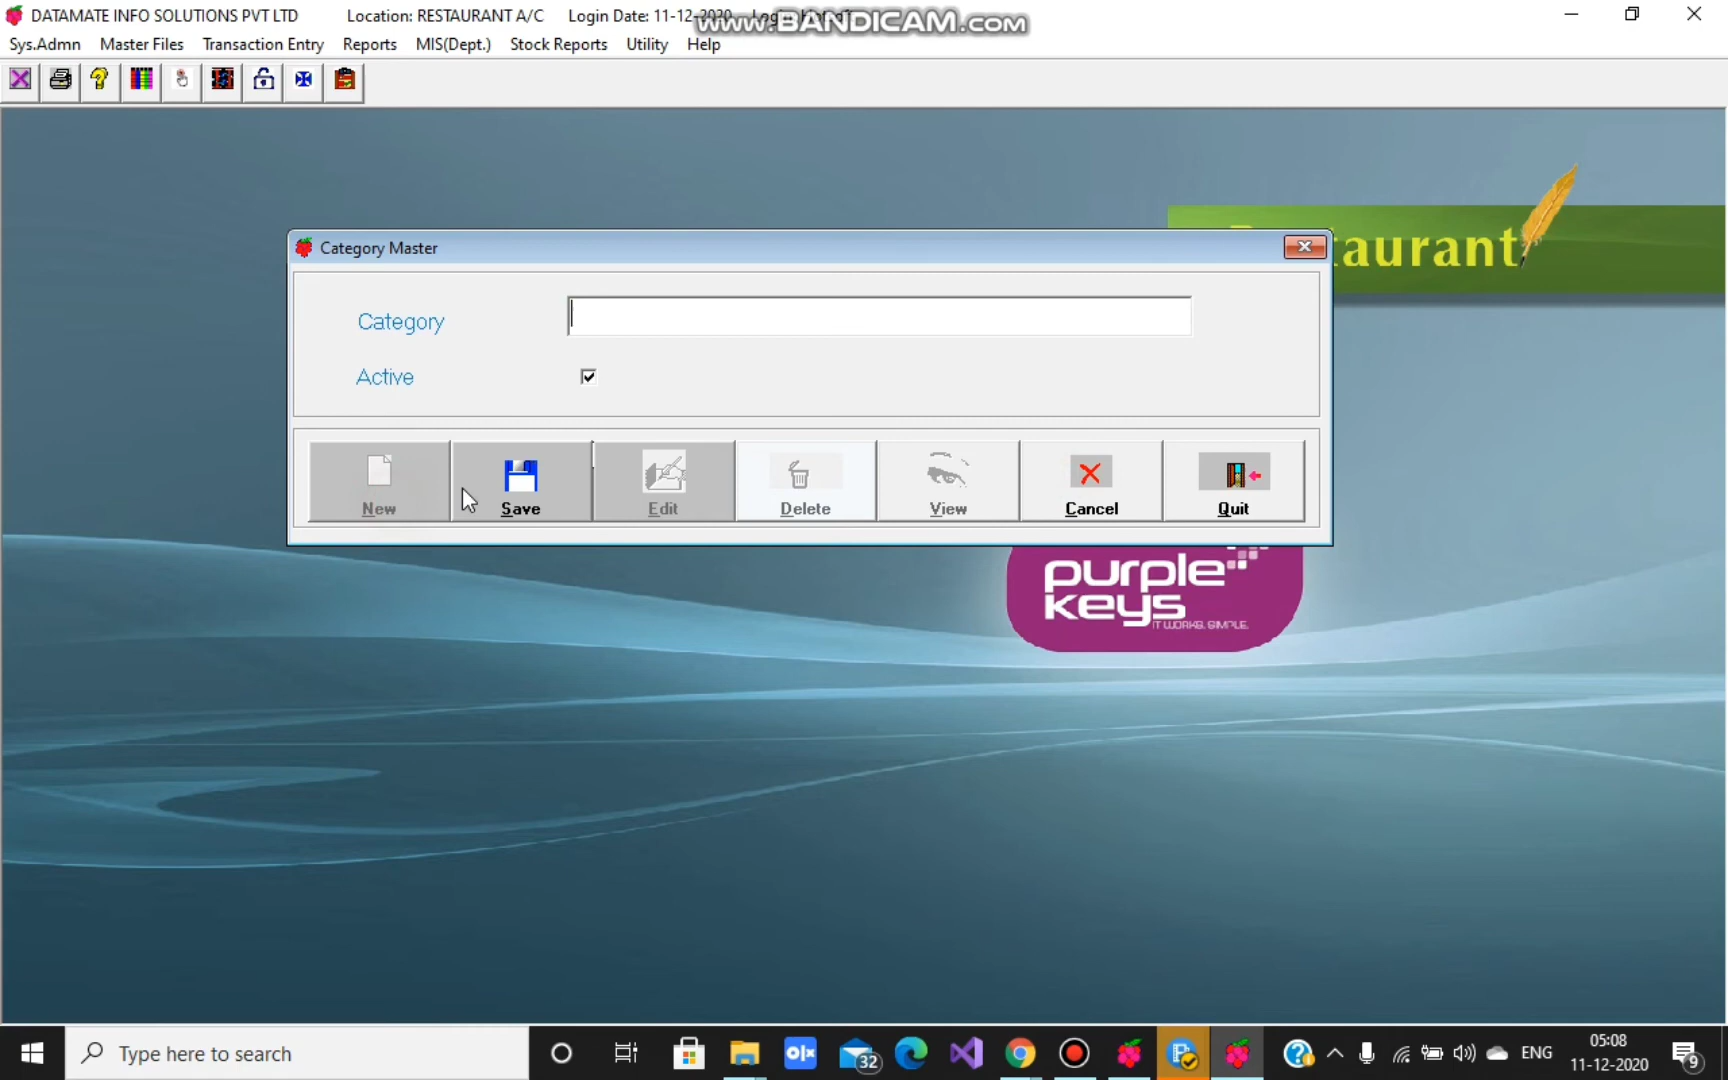 DATAMATE INFO SOLUTIONS PVT LTD Location: RESTAURANT A/C Login Date: 11-12-2020
www.BANDICAM.com
Sys.Admn Master Files Transaction Entry Reports MIS(Dept.) Stock Reports Utility Help
Category Master
Category
Active
New Save Edit Delete View Cancel Quit
purple
keys
IT WORKS. SIMPLE.
Type here to search
olx
32
ENG
05:08
11-12-2020
9